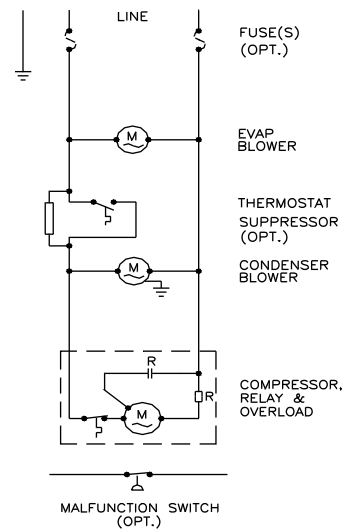 LINE
FUSE(S)
(OPT.)
M
EVAP
BLOWER
THERMOSTAT
SUPPRESSOR
(OPT.)
M
CONDENSER
BLOWER
R
R
M
COMPRESSOR,
RELAY &
OVERLOAD
MALFUNCTION SWITCH
(OPT.)